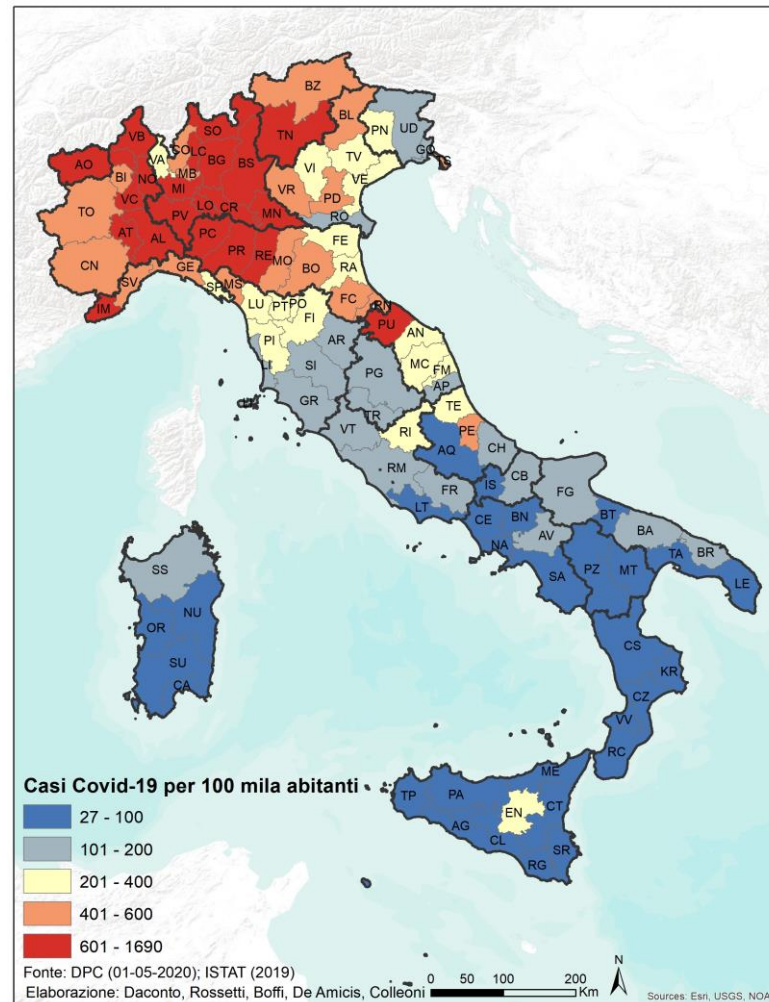 BZ
BL
PN
UD
GO
TS
SO
TN
VB
VA
CO
LC
BG
BS
TV
VI
VE
AO
BI
NO
MB
MI
VR
PD
TO
VC
LO
CR
MN
RO
PV
AT
AL
PC
PR
RE
MO
FE
CN
GE
BO
RA
SV
SP
MS
FC
RN
IM
LU
PT
PO
FI
PU
AN
PI
AR
MC
FM
LI
SI
PG
AP
GR
TR
TE
VT
RI
PE
AQ
CH
RM
CB
IS
FR
FG
LT
CE
BN
BT
BA
AV
NA
TA
BR
SA
PZ
MT
LE
SS
NU
OR
CS
SU
KR
CA
CZ
VV
RC
ME
TP
PA
EN
CT
AG
CL
SR
RG
Casi Covid-19 per 100 mila abitanti
27 - 100
101 - 200
201 - 400
401 - 600
601 - 1690
Fonte: DPC (01-05-2020); ISTAT (2019)
Elaborazione: Daconto, Rossetti, Boffi, De Amicis, Colleoni
0 50 100 200
Km
N
Sources: Esri, USGS, NOA